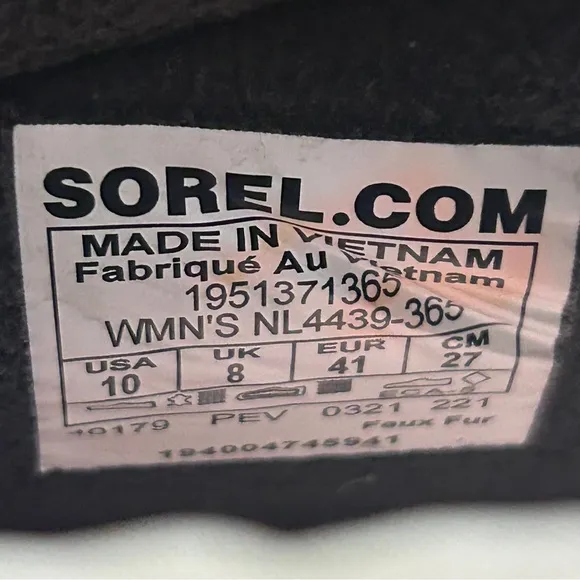 SOREL.COM
MADE IN VIETNAM
Fabriqué Au Vietnam
1951371365
WMN'S NL4439-365
USA UK EUR CM
10 8 41 27
10179 PEV 0321 221
Faux Fur
194004745941